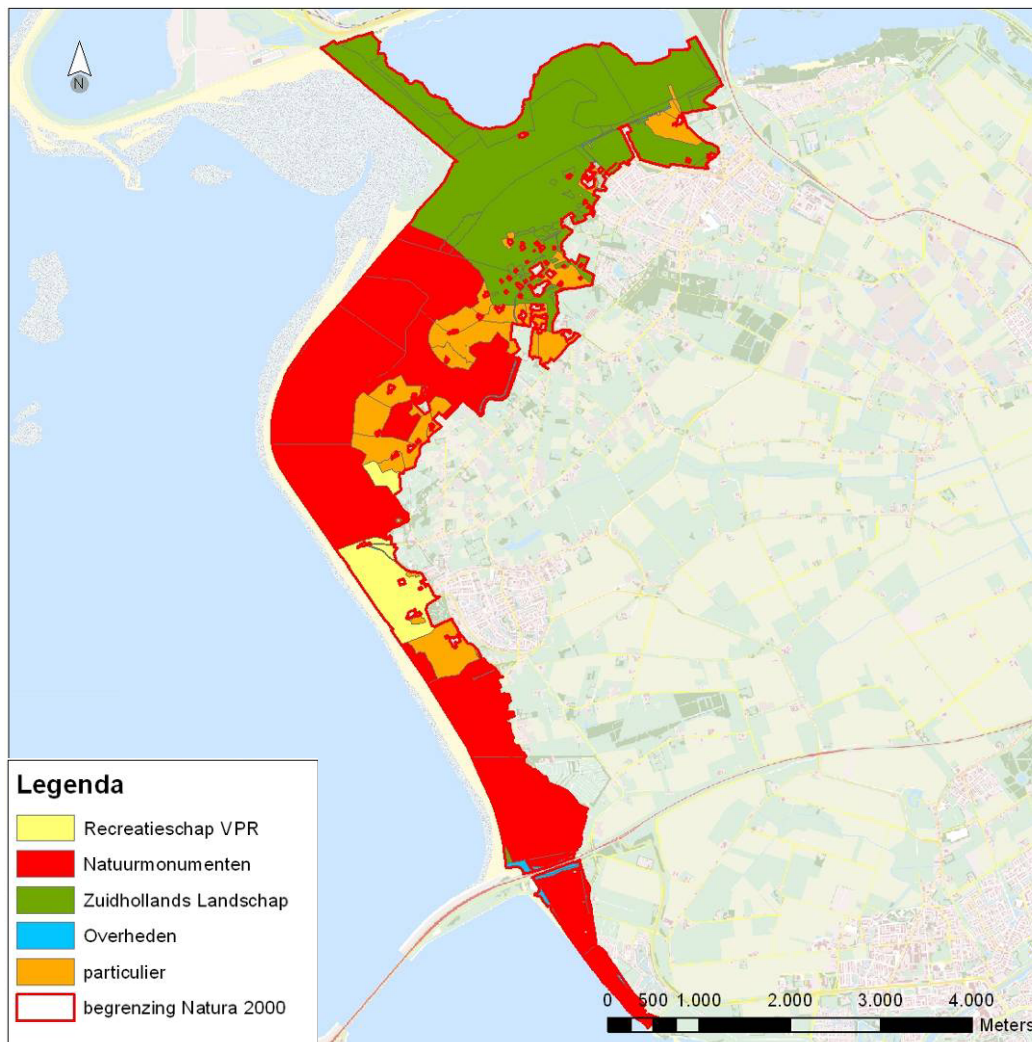 N
Legenda
Recreatieschap VPR
Natuurmonumenten
Zuidhollands Landschap
Overheden
particulier
begrenzing Natura 2000
0 500 1.000 2.000 3.000 4.000
Meters